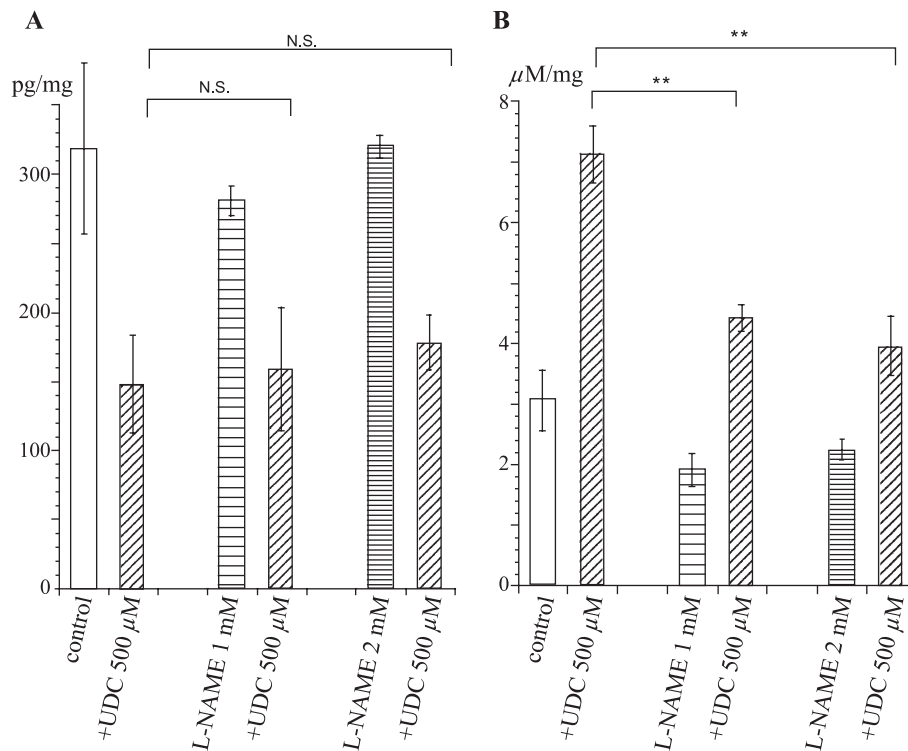 A
N.S.
pg/mg
N.S.
300
200
100
0
control
+UDC 500 μM
L-NAME 1 mM
+UDC 500 μM
L-NAME 2 mM
+UDC 500 μM
B
**
μM/mg
**
8
6
4
2
0
control
+UDC 500 μM
L-NAME 1 mM
+UDC 500 μM
L-NAME 2 mM
+UDC 500 μM